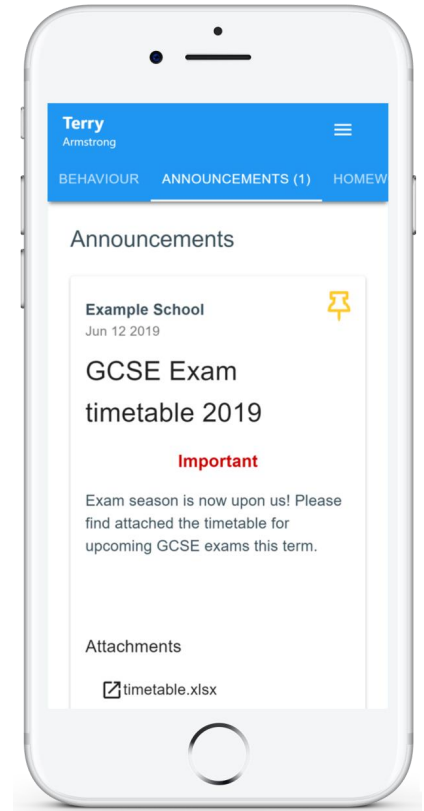 Terry
Armstrong
BEHAVIOUR ANNOUNCEMENTS (1) HOMEW
Announcements
Example School
Jun 12 2019
GCSE Exam
timetable 2019
Important
Exam season is now upon us! Please
find attached the timetable for
upcoming GCSE exams this term.
Attachments
timetable.xlsx